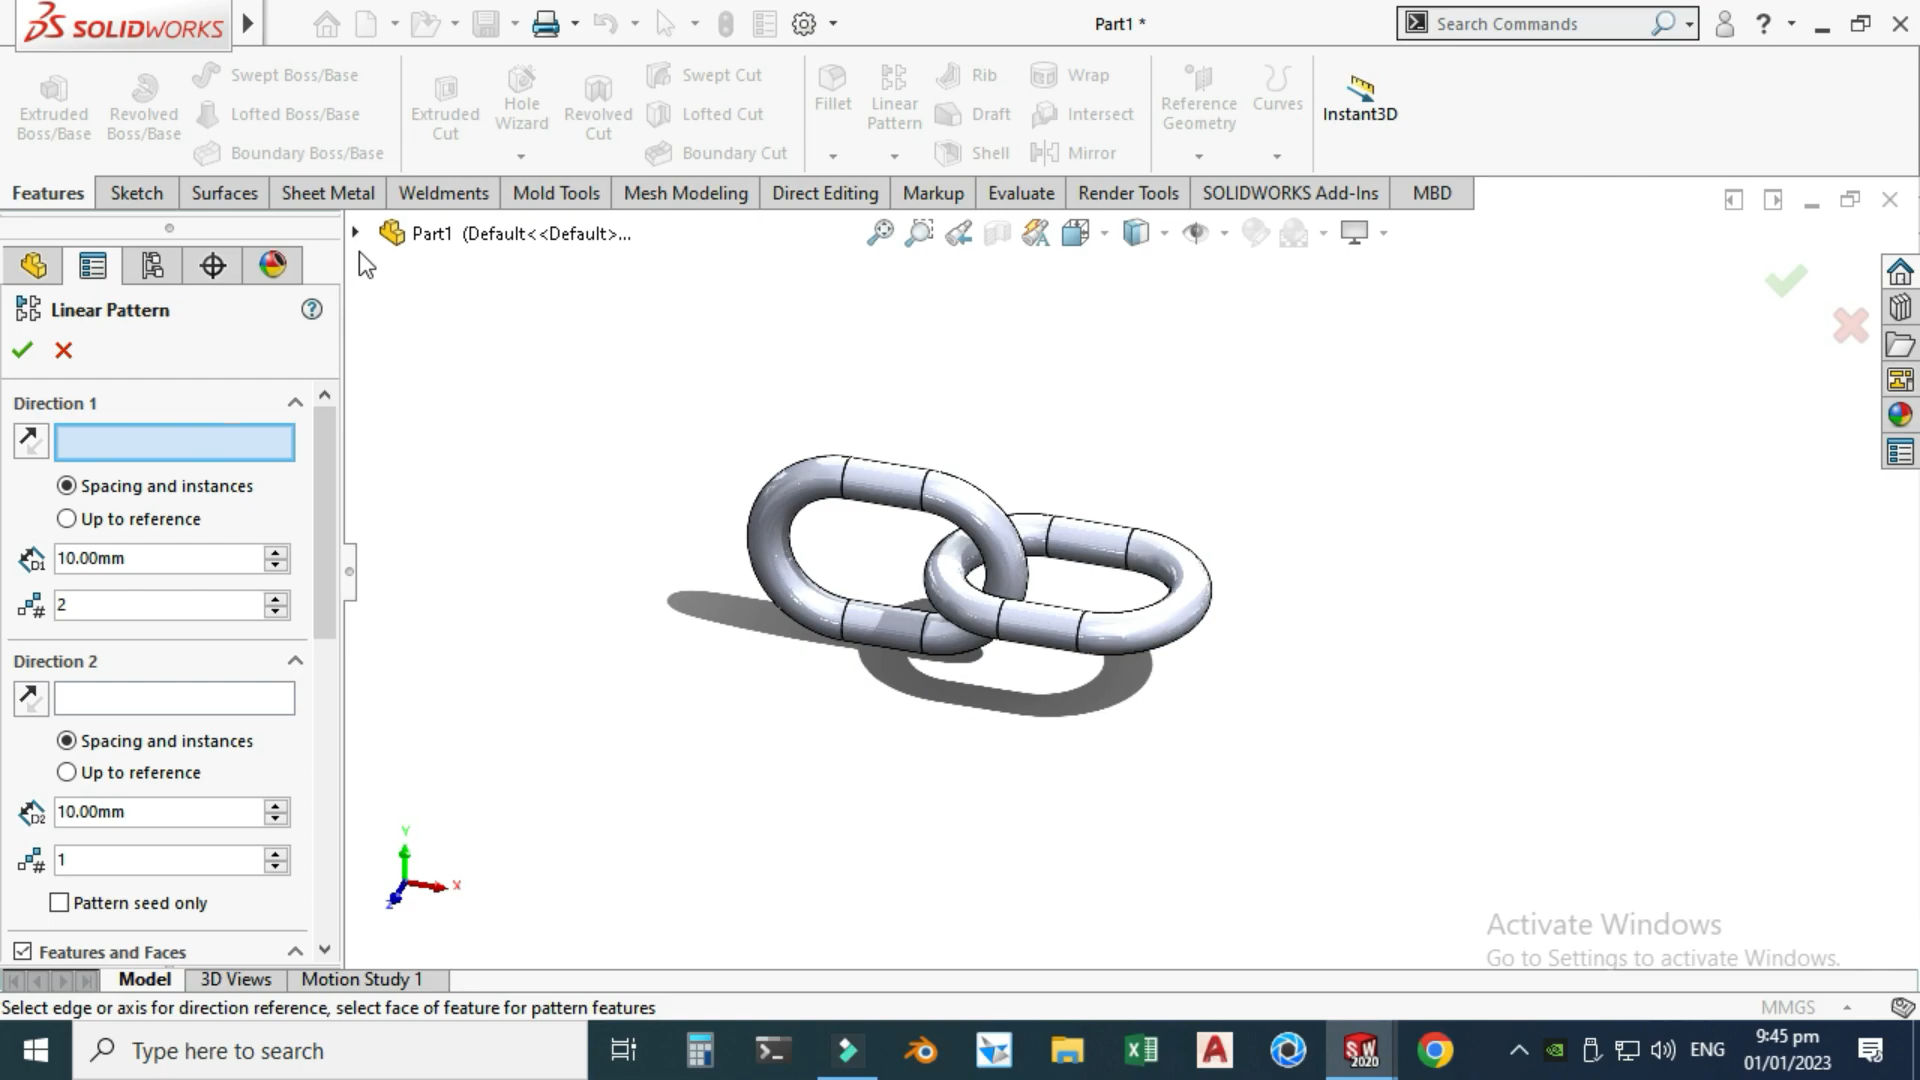 SOLIDWORKS
Part1 *
Search Commands
Extruded Boss/Base
Revolved Boss/Base
Swept Boss/Base
Lofted Boss/Base
Boundary Boss/Base
Extruded Cut
Hole Wizard
Revolved Cut
Swept Cut
Lofted Cut
Boundary Cut
Fillet
Linear Pattern
Rib
Draft
Shell
Wrap
Intersect
Mirror
Reference Geometry
Curves
Instant3D
Features
Sketch
Surfaces
Sheet Metal
Weldments
Mold Tools
Mesh Modeling
Direct Editing
Markup
Evaluate
Render Tools
SOLIDWORKS Add-Ins
MBD
Part1 (Default<<Default>...
Linear Pattern
Direction 1
Spacing and instances
Up to reference
D1
10.00mm
#
2
Direction 2
Spacing and instances
Up to reference
D2
10.00mm
#
1
Pattern seed only
Features and Faces
Y
X
Z
Activate Windows
Go to Settings to activate Windows.
Model
3D Views
Motion Study 1
Select edge or axis for direction reference, select face of feature for pattern features
MMGS
Type here to search
SW 2020
ENG
9:45 pm
01/01/2023